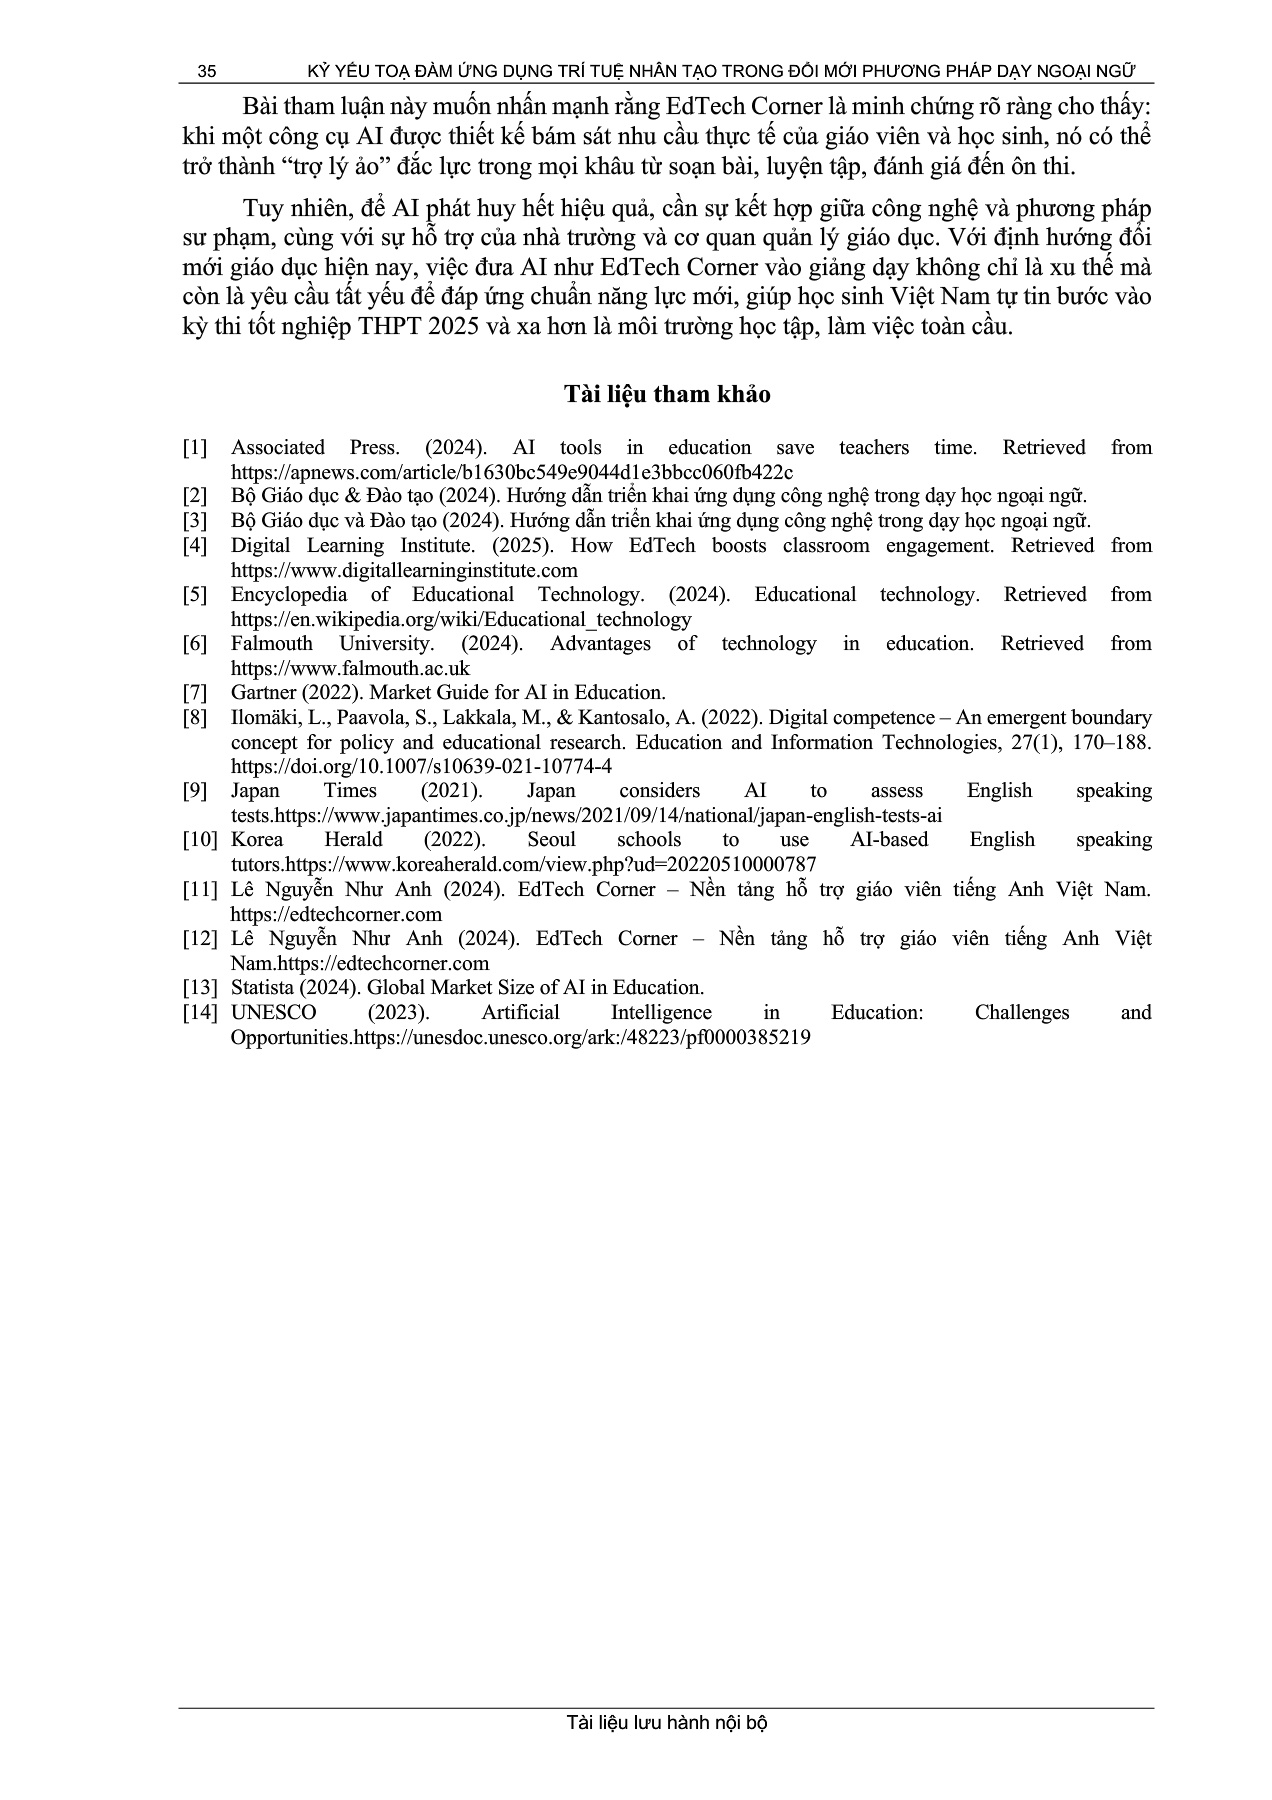 35 KỶ YẾU TOẠ ĐÀM ỨNG DỤNG TRÍ TUỆ NHÂN TẠO TRONG ĐỔI MỚI PHƯƠNG PHÁP DẠY NGOẠI NGỮ
Bài tham luận này muốn nhấn mạnh rằng EdTech Corner là minh chứng rõ ràng cho thấy:
khi một công cụ AI được thiết kế bám sát nhu cầu thực tế của giáo viên và học sinh, nó có thể
trở thành “trợ lý ảo” đắc lực trong mọi khâu từ soạn bài, luyện tập, đánh giá đến ôn thi.
Tuy nhiên, để AI phát huy hết hiệu quả, cần sự kết hợp giữa công nghệ và phương pháp
sư phạm, cùng với sự hỗ trợ của nhà trường và cơ quan quản lý giáo dục. Với định hướng đổi
mới giáo dục hiện nay, việc đưa AI như EdTech Corner vào giảng dạy không chỉ là xu thế mà
còn là yêu cầu tất yếu để đáp ứng chuẩn năng lực mới, giúp học sinh Việt Nam tự tin bước vào
kỳ thi tốt nghiệp THPT 2025 và xa hơn là môi trường học tập, làm việc toàn cầu.
Tài liệu tham khảo
[1] Associated Press. (2024). AI tools in education save teachers time. Retrieved from
https://apnews.com/article/b1630bc549e9044d1e3bbcc060fb422c
[2] Bộ Giáo dục & Đào tạo (2024). Hướng dẫn triển khai ứng dụng công nghệ trong dạy học ngoại ngữ.
[3] Bộ Giáo dục và Đào tạo (2024). Hướng dẫn triển khai ứng dụng công nghệ trong dạy học ngoại ngữ.
[4] Digital Learning Institute. (2025). How EdTech boosts classroom engagement. Retrieved from
https://www.digitallearninginstitute.com
[5] Encyclopedia of Educational Technology. (2024). Educational technology. Retrieved from
https://en.wikipedia.org/wiki/Educational_technology
[6] Falmouth University. (2024). Advantages of technology in education. Retrieved from
https://www.falmouth.ac.uk
[7] Gartner (2022). Market Guide for AI in Education.
[8] Ilomäki, L., Paavola, S., Lakkala, M., & Kantosalo, A. (2022). Digital competence – An emergent boundary
concept for policy and educational research. Education and Information Technologies, 27(1), 170–188.
https://doi.org/10.1007/s10639-021-10774-4
[9] Japan Times (2021). Japan considers AI to assess English speaking
tests.https://www.japantimes.co.jp/news/2021/09/14/national/japan-english-tests-ai
[10] Korea Herald (2022). Seoul schools to use AI-based English speaking
tutors.https://www.koreaherald.com/view.php?ud=20220510000787
[11] Lê Nguyễn Như Anh (2024). EdTech Corner – Nền tảng hỗ trợ giáo viên tiếng Anh Việt Nam.
https://edtechcorner.com
[12] Lê Nguyễn Như Anh (2024). EdTech Corner – Nền tảng hỗ trợ giáo viên tiếng Anh Việt
Nam.https://edtechcorner.com
[13] Statista (2024). Global Market Size of AI in Education.
[14] UNESCO (2023). Artificial Intelligence in Education: Challenges and
Opportunities.https://unesdoc.unesco.org/ark:/48223/pf0000385219
Tài liệu lưu hành nội bộ